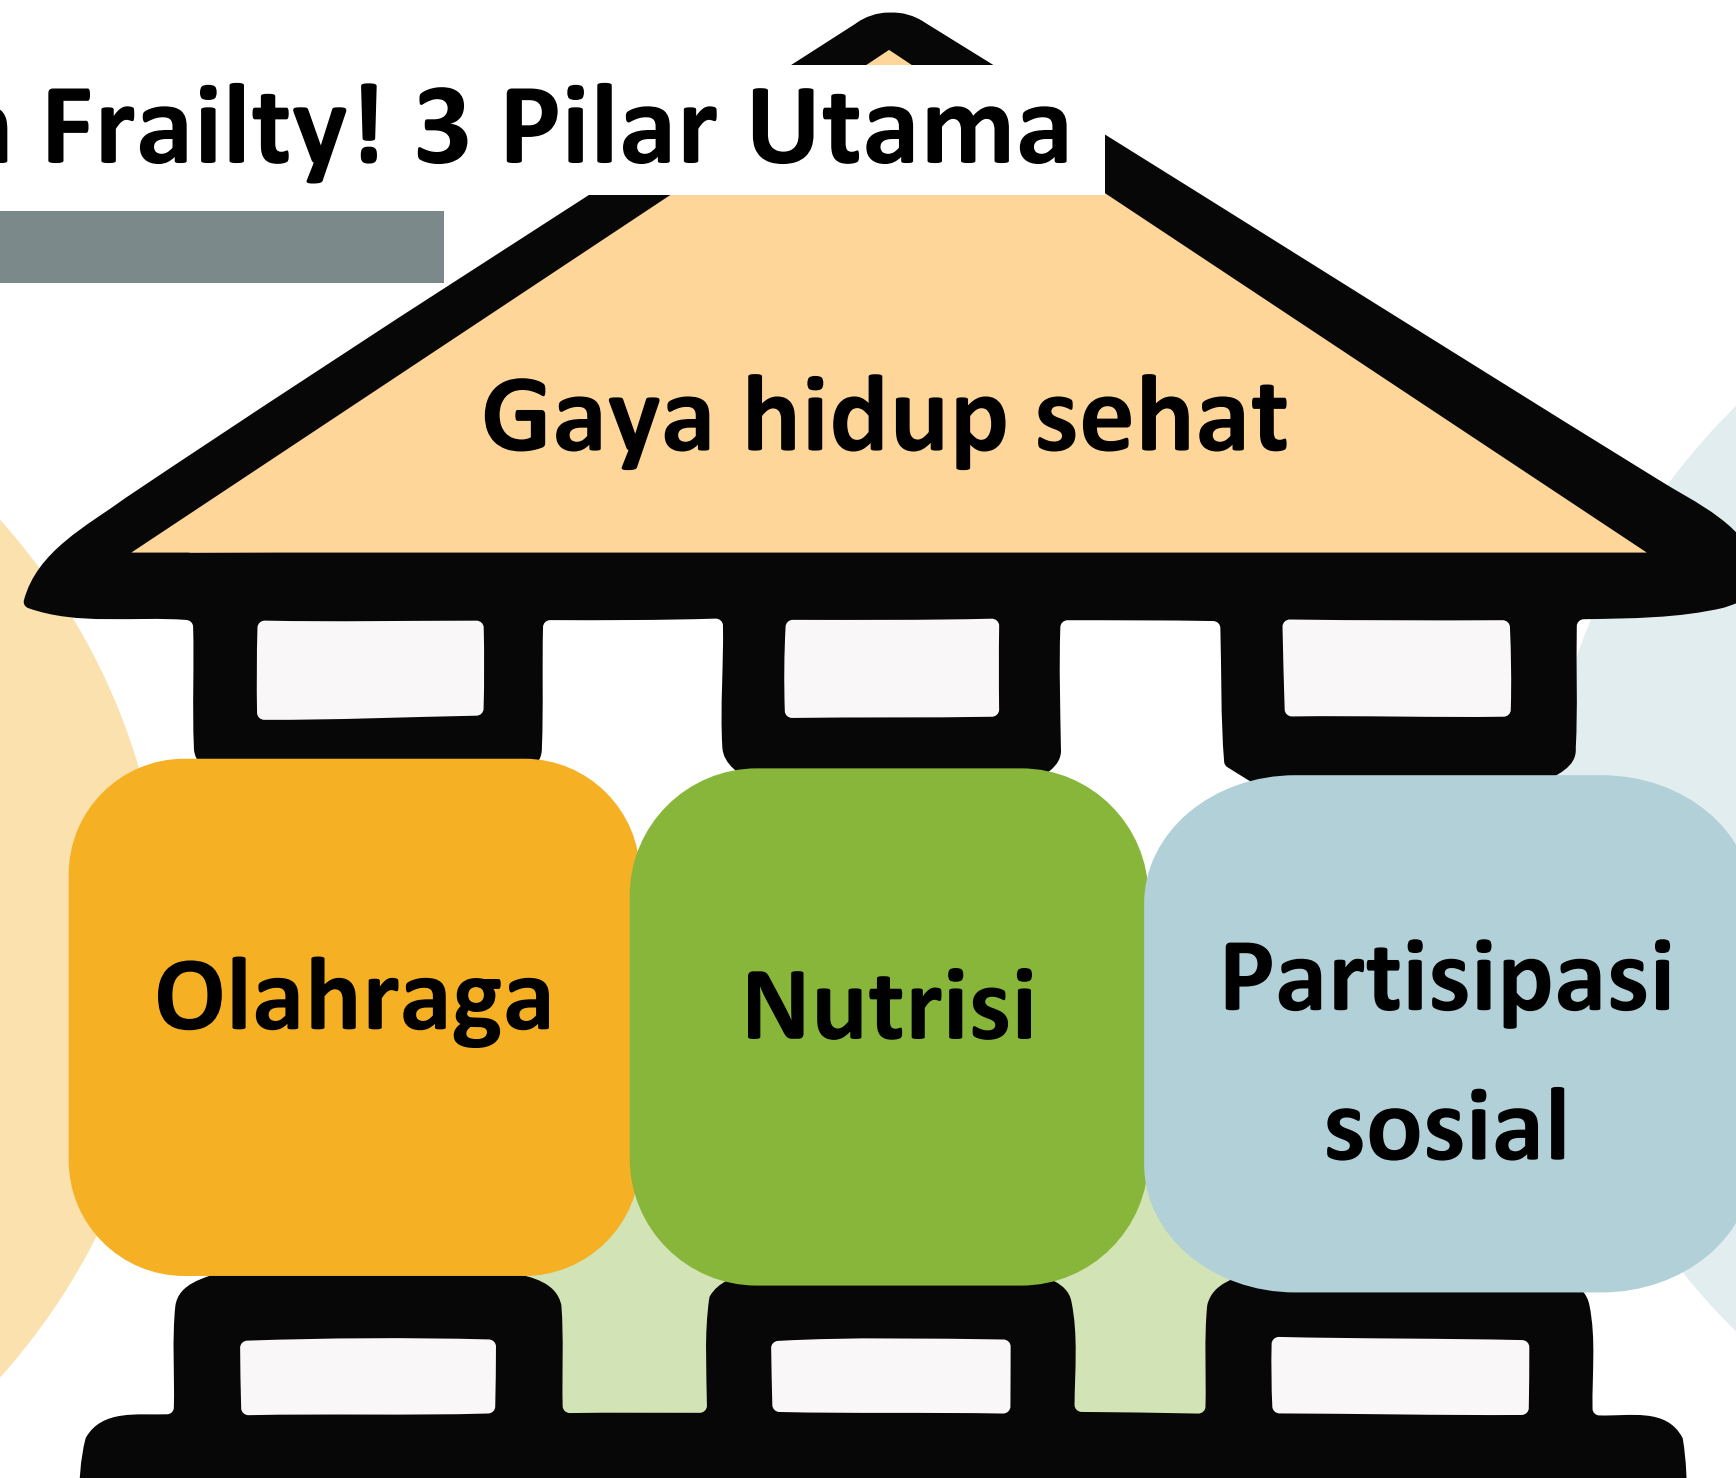 Frailty! 3 Pilar Utama
Gaya hidup sehat
Olahraga
Nutrisi
Partisipasi
sosial